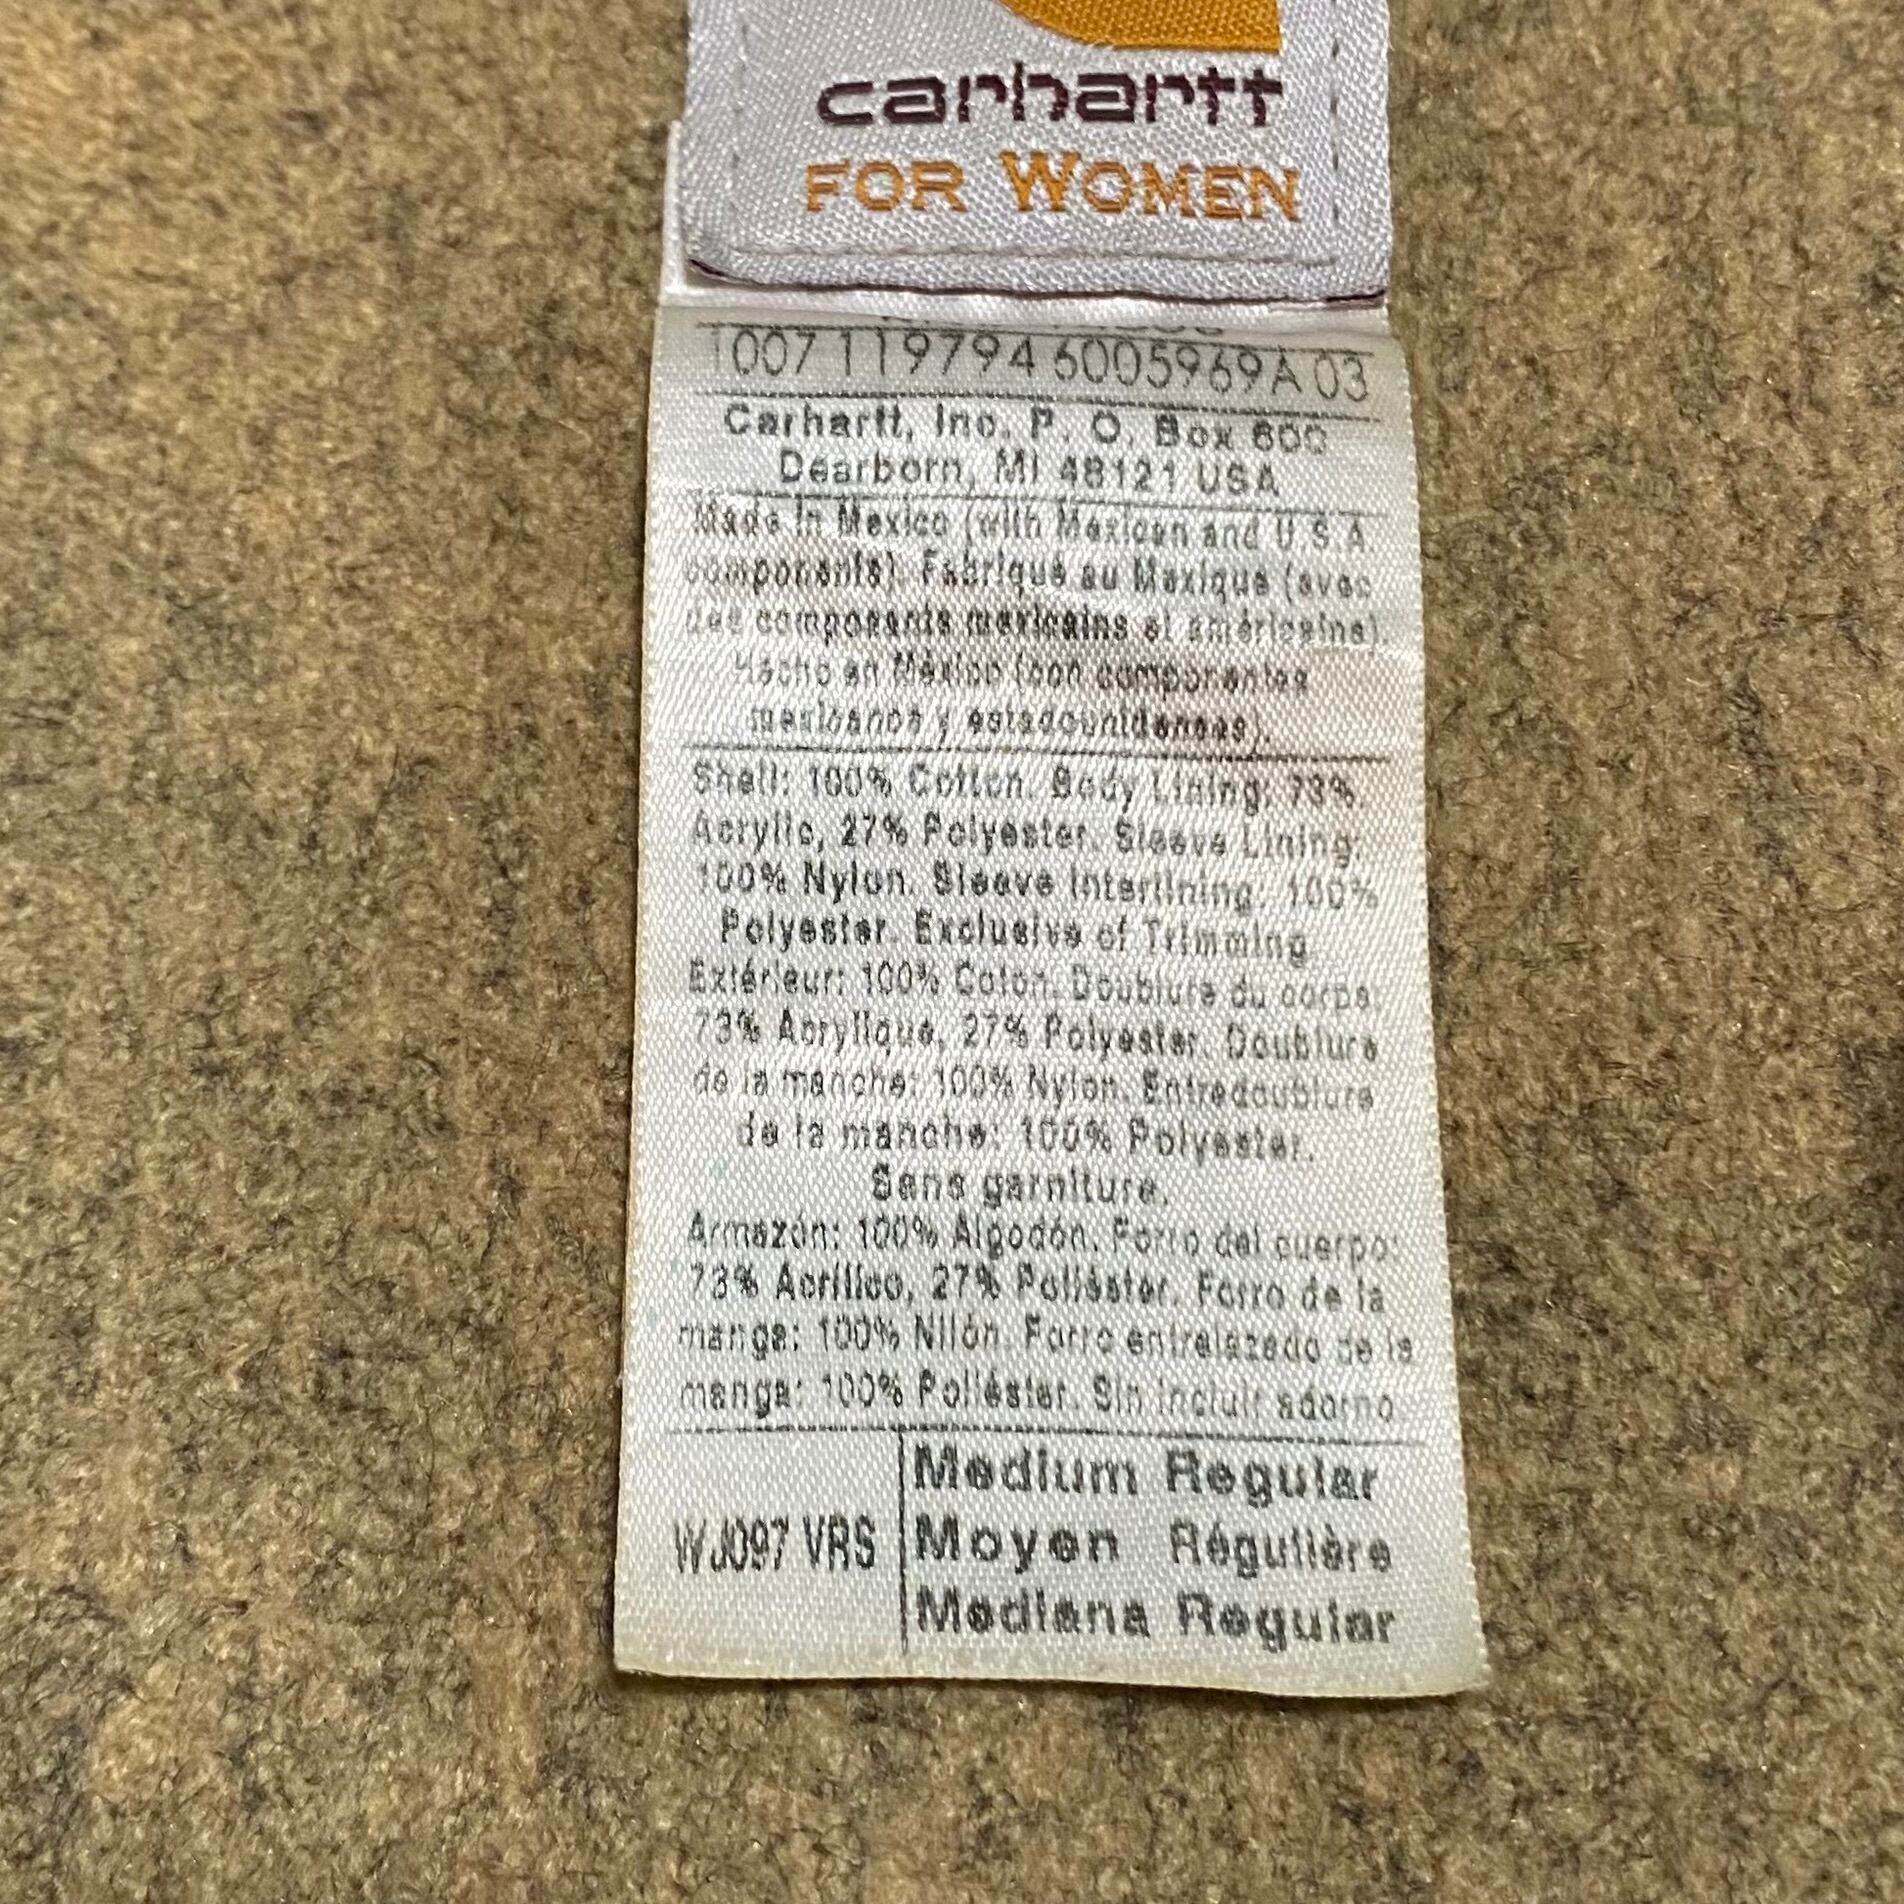 carhartt
FOR WOMEN
1007 119794 6005969A 03
Carhartt, Inc. P. O. Box 600
Dearborn, MI 48121 USA
Made in Mexico (with Mexican and U.S.A.
components). Fabriqué au Mexique (avec
des composants mexicains et américains).
Hecho en México (con componentes
mexicanos y estadounidenses).
Shell: 100% Cotton. Body Lining: 73%
Acrylic, 27% Polyester. Sleeve Lining:
100% Nylon. Sleeve Interlining: 100%
Polyester. Exclusive of Trimming
Extérieur: 100% Coton. Doublure du corps:
73% Acrylique, 27% Polyester. Doublure
de la manche: 100% Nylon. Entredoublure
de la manche: 100% Polyester.
Sans garniture.
Armazón: 100% Algodón. Forro del cuerpo:
73% Acrílico, 27% Poliéster. Forro de la
manga: 100% Nilón. Forro entrelazado de la
manga: 100% Poliéster. Sin incluir adorno
WJ097 VRS
Medium Regular
Moyen Régulière
Mediana Regular